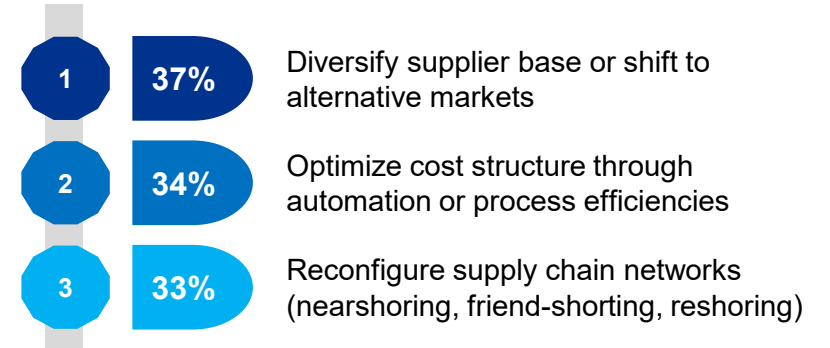 1
37%
Diversify supplier base or shift to
alternative markets
2
34%
Optimize cost structure through
automation or process efficiencies
3
33%
Reconfigure supply chain networks
(nearshoring, friend-shorting, reshoring)